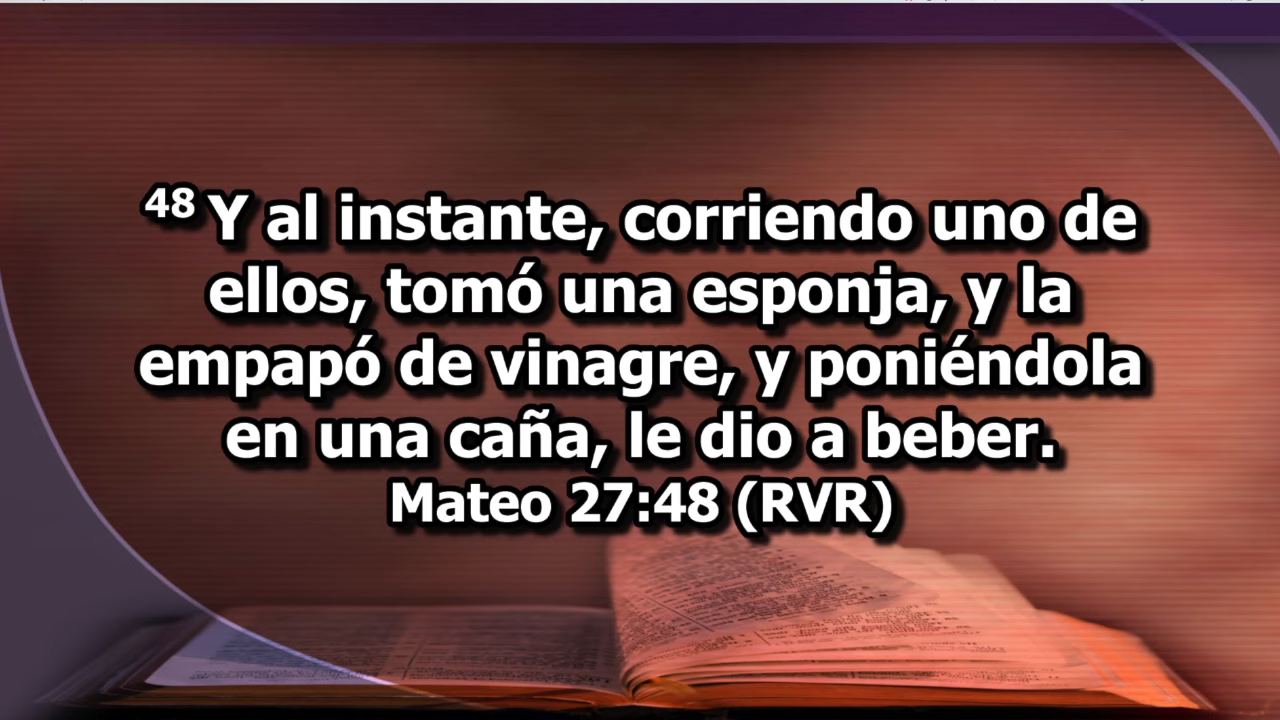 48 Y al instante, corriendo uno de
ellos, tomó una esponja, y la
empapó de vinagre, y poniéndola
en una caña, le dio a beber.
Mateo 27:48 (RVR)